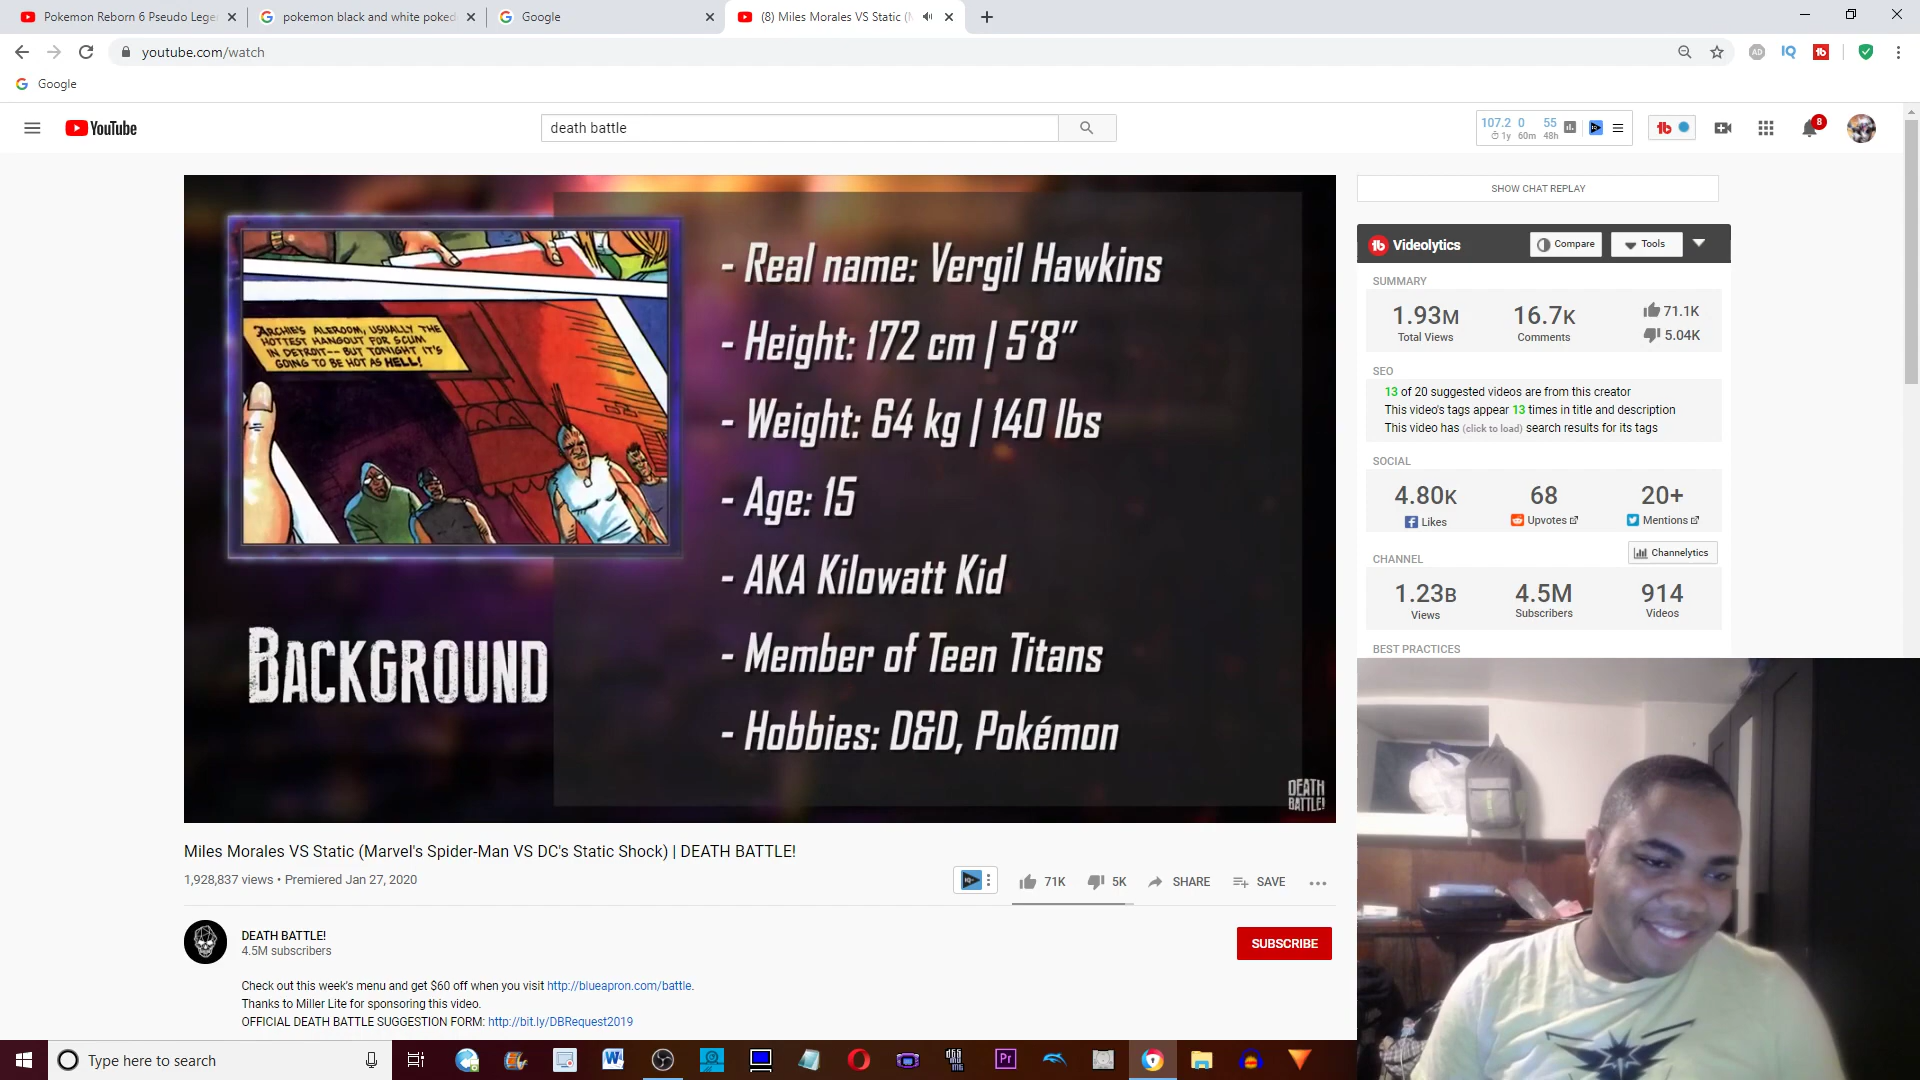 Pokemon Reborn 6 Pseudo Lege
pokemon black and white poked
Google
(8) Miles Morales VS Static (M
youtube.com/watch
Google
YouTube
death battle
107.2 0 55
1y 60m 48h
8
SHOW CHAT REPLAY
Real name: Vergil Hawkins
- Height: 172 cm | 5'8"
- Weight: 64 kg | 140 lbs
- Age: 15
- AKA Kilowatt Kid
- Member of Teen Titans
- Hobbies: D&D, Pokémon
ARCHIE'S ALEROOM, USUALLY THE
HOTTEST HANGOUT FOR SCUM
IN DETROIT-- BUT TONIGHT IT'S
GOING TO BE HOT AS HELL!
BACKGROUND
DEATH
BATTLE!
Videolytics Compare Tools
SUMMARY
1.93M 16.7K 71.1K
Total Views Comments 5.04K
SEO
13 of 20 suggested videos are from this creator
This video's tags appear 13 times in title and description
This video has (click to load) search results for its tags
SOCIAL
4.80K 68 20+
Likes Upvotes Mentions
CHANNEL Channelytics
1.23B 4.5M 914
Views Subscribers Videos
BEST PRACTICES
Miles Morales VS Static (Marvel's Spider-Man VS DC's Static Shock) | DEATH BATTLE!
1,928,837 views • Premiered Jan 27, 2020
71K 5K SHARE SAVE
DEATH BATTLE!
4.5M subscribers
SUBSCRIBE
Check out this week's menu and get $60 off when you visit http://blueapron.com/battle.
Thanks to Miller Lite for sponsoring this video.
OFFICIAL DEATH BATTLE SUGGESTION FORM: http://bit.ly/DBRequest2019
Type here to search